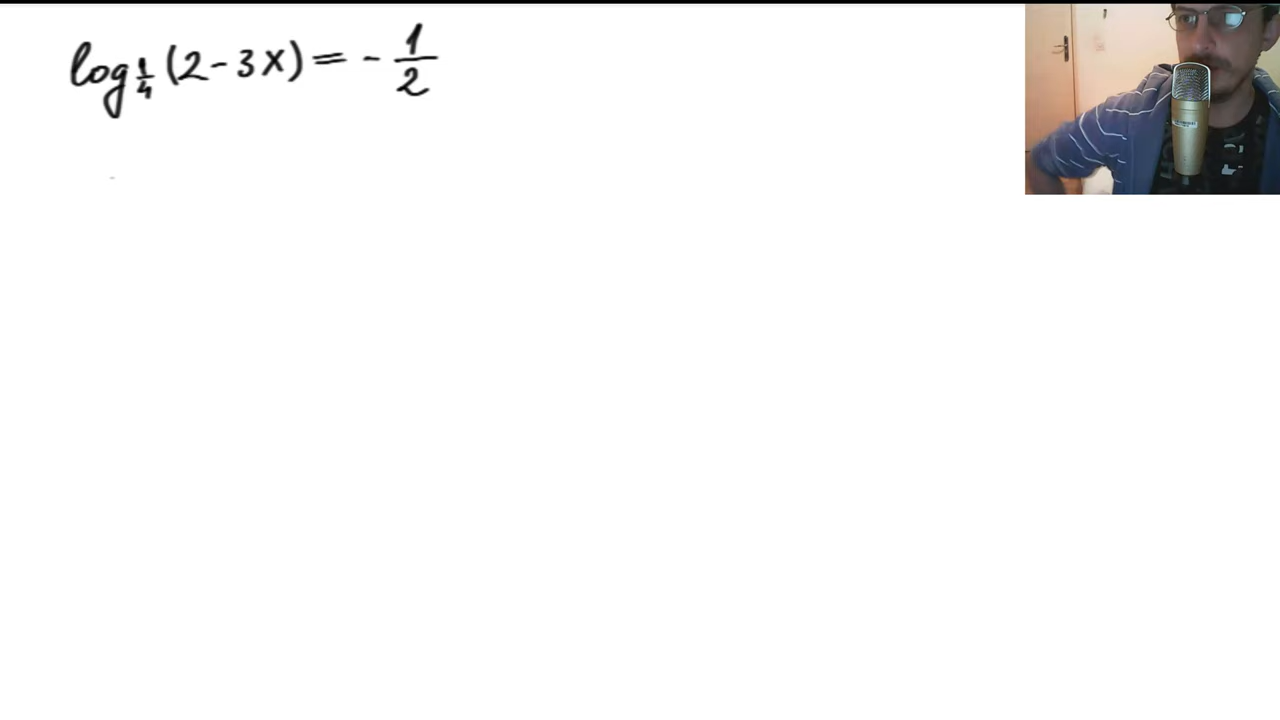 log_{1/4} (2-3x) = - 1/2